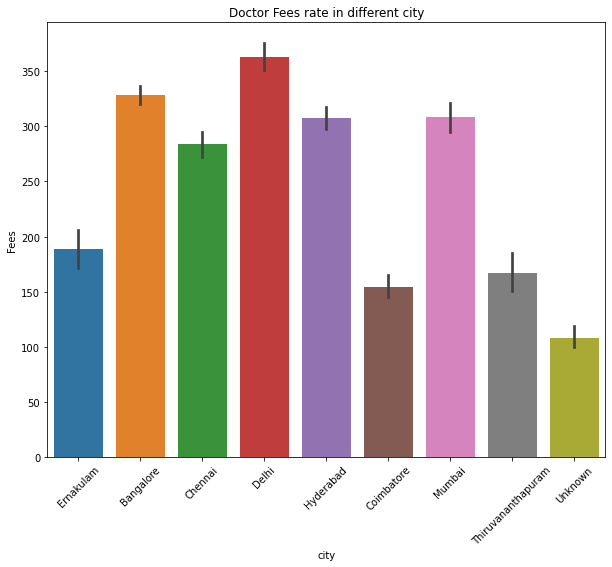 Doctor Fees rate in different city
Fees
350
300
250
200
150
100
50
0
Ernakulam
Bangalore
Chennai
Delhi
Hyderabad
Coimbatore
Mumbai
Thiruvananthapuram
Unknown
city